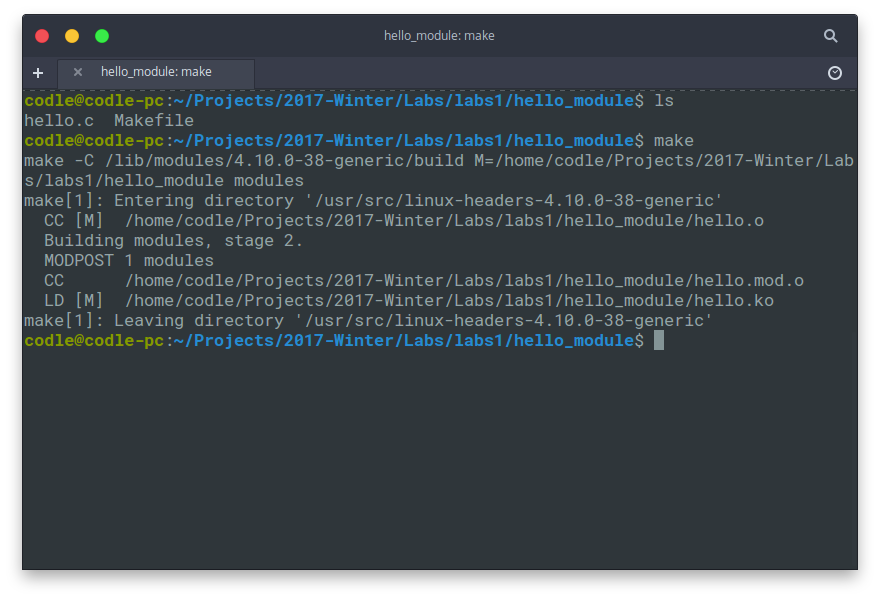 hello_module: make
hello_module: make
codle@codle-pc:~/Projects/2017-Winter/Labs/labs1/hello_module$ ls
hello.c  Makefile
codle@codle-pc:~/Projects/2017-Winter/Labs/labs1/hello_module$ make
make -C /lib/modules/4.10.0-38-generic/build M=/home/codle/Projects/2017-Winter/Lab
s/labs1/hello_module modules
make[1]: Entering directory '/usr/src/linux-headers-4.10.0-38-generic'
  CC [M]  /home/codle/Projects/2017-Winter/Labs/labs1/hello_module/hello.o
  Building modules, stage 2.
  MODPOST 1 modules
  CC      /home/codle/Projects/2017-Winter/Labs/labs1/hello_module/hello.mod.o
  LD [M]  /home/codle/Projects/2017-Winter/Labs/labs1/hello_module/hello.ko
make[1]: Leaving directory '/usr/src/linux-headers-4.10.0-38-generic'
codle@codle-pc:~/Projects/2017-Winter/Labs/labs1/hello_module$